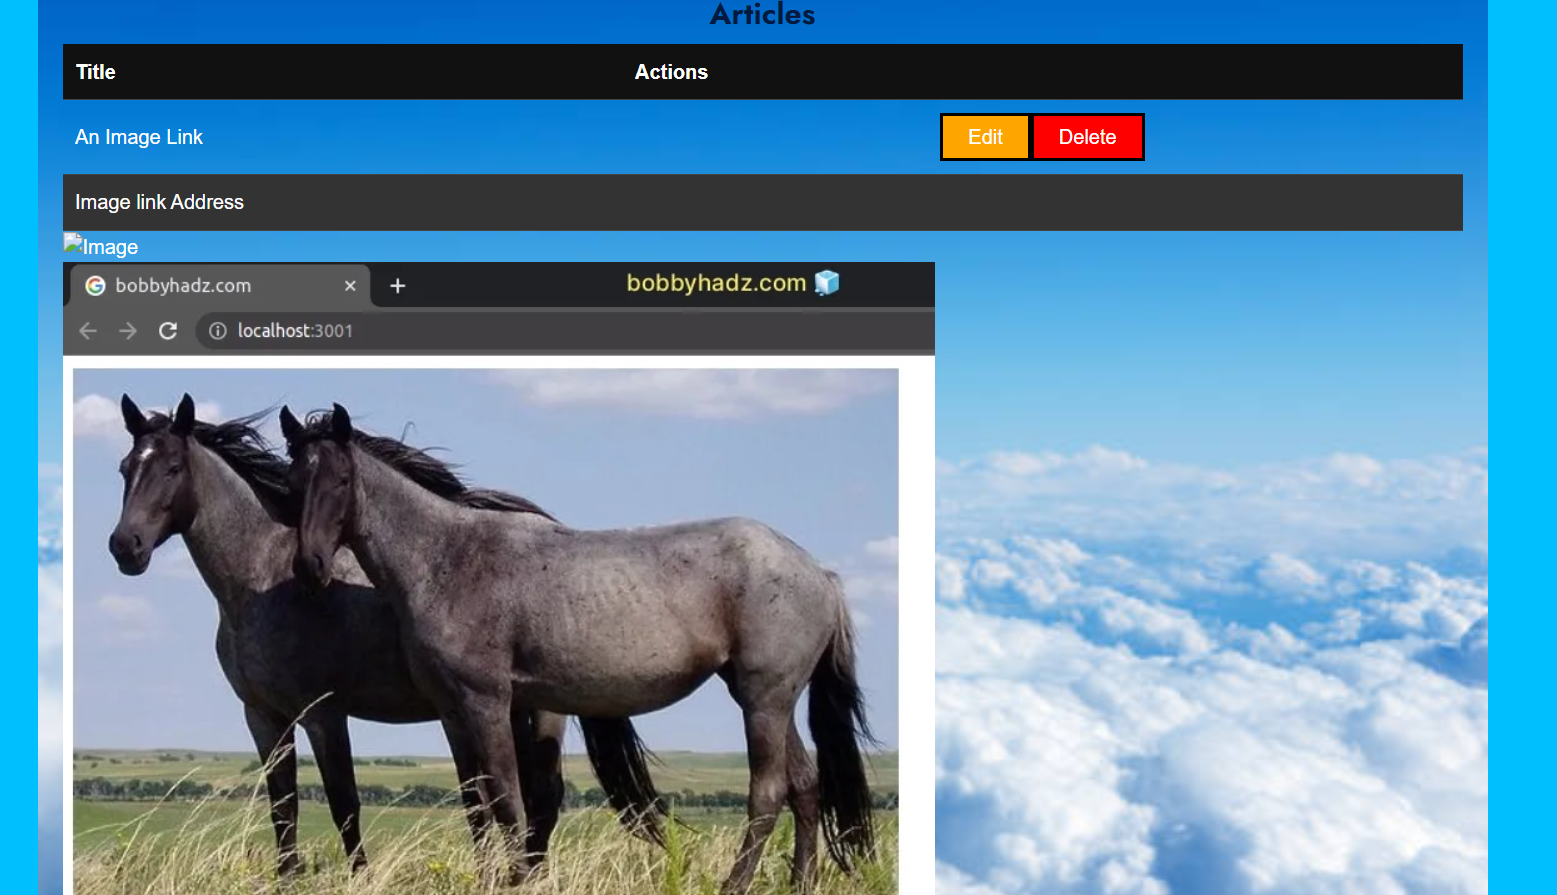 Articles
Title Actions
An Image Link Edit Delete
Image link Address
Image
bobbyhadz.com × + bobbyhadz.com
localhost:3001